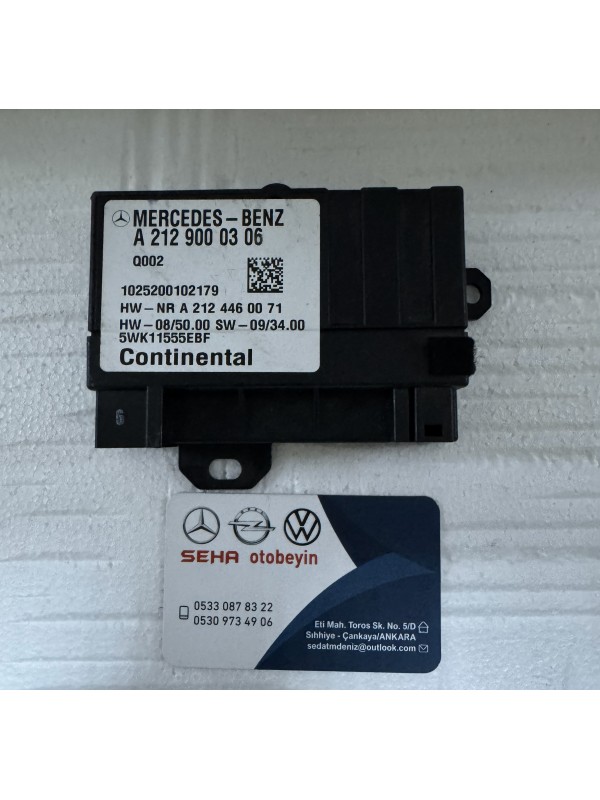 MERCEDES-BENZ
A 212 900 03 06
Q002
1025200102179
HW-NR A 212 446 00 71
HW-08/50.00 SW-09/34.00
5WK11555EBF
Continental
SEHA otobeyin
0533 087 83 22
0530 973 49 06
Eti Mah. Toros Sk. No. 5/D
Sıhhiye - Çankaya/ANKARA
sedatmdeniz@outlook.com